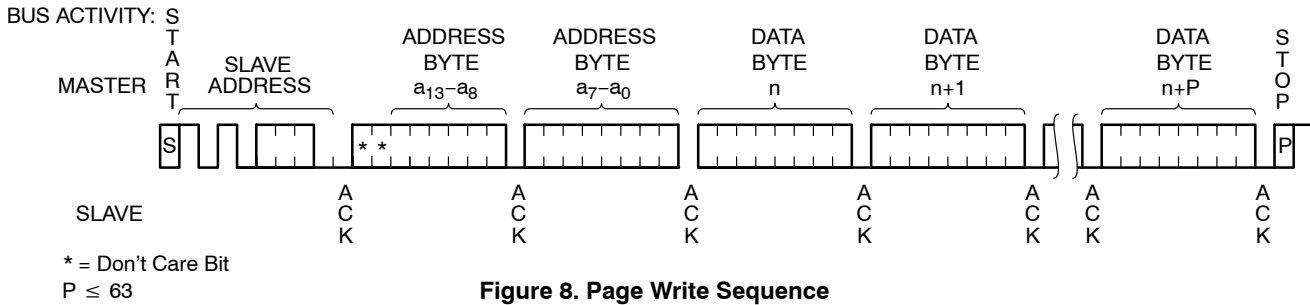 BUS ACTIVITY:
START
MASTER
SLAVE
ADDRESS
ADDRESS
BYTE
a13−a8
ADDRESS
BYTE
a7−a0
DATA
BYTE
n
DATA
BYTE
n+1
DATA
BYTE
n+P
STOP
S
* *
P
SLAVE
ACK
ACK
ACK
ACK
ACK
ACK
ACK
* = Don't Care Bit
P ≤ 63
Figure 8. Page Write Sequence